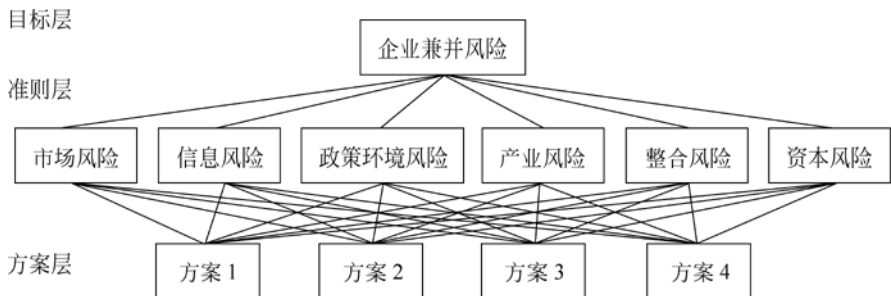 目标层
企业兼并风险
准则层
市场风险 信息风险 政策环境风险 产业风险 整合风险 资本风险
方案层 方案 1 方案 2 方案 3 方案 4